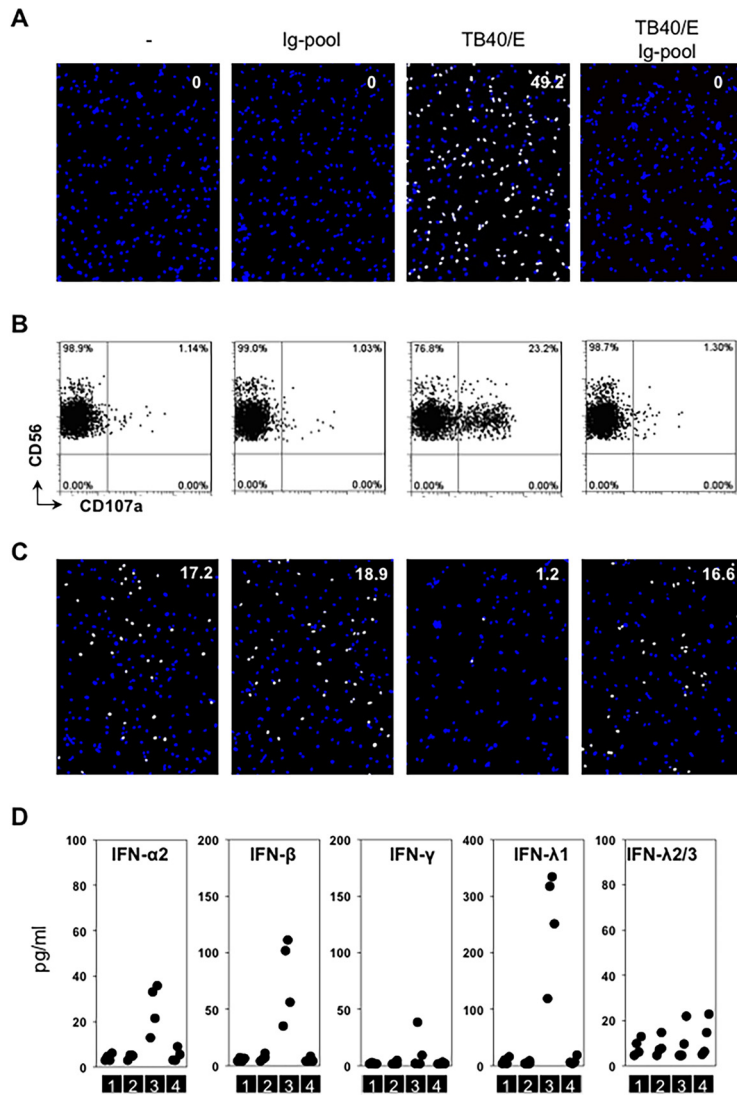 A
-
Ig-pool
TB40/E
TB40/E
Ig-pool
0
0
49.2
0
B
98.9%
1.14%
99.0%
1.03%
76.8%
23.2%
98.7%
1.30%
CD56
0.00%
0.00%
0.00%
0.00%
0.00%
0.00%
0.00%
0.00%
CD107a
C
17.2
18.9
1.2
16.6
D
pg/ml
IFN-α2
100
80
60
40
20
0
1 2 3 4
IFN-β
200
150
100
50
0
1 2 3 4
IFN-γ
200
150
100
50
0
1 2 3 4
IFN-λ1
400
300
200
100
0
1 2 3 4
IFN-λ2/3
100
80
60
40
20
0
1 2 3 4